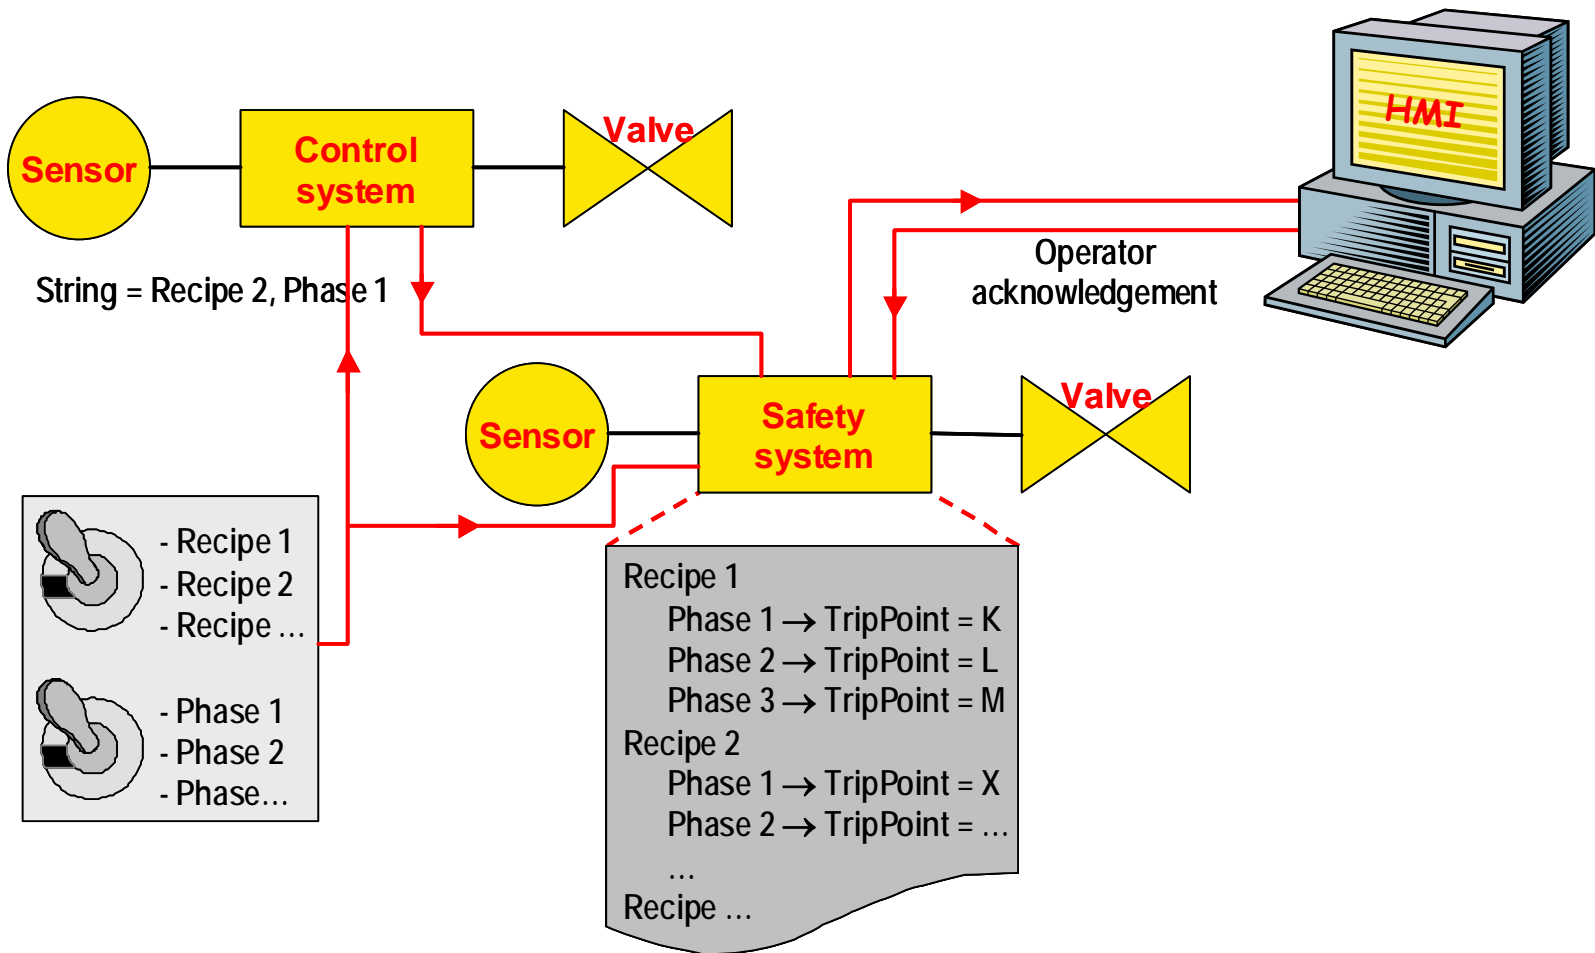 HMI
Valve
Sensor
Control
system
String = Recipe 2, Phase 1
Operator
acknowledgement
Valve
Sensor
Safety
system
- Recipe 1
- Recipe 2
- Recipe ...
- Phase 1
- Phase 2
- Phase...
Recipe 1
Phase 1 → TripPoint = K
Phase 2 → TripPoint = L
Phase 3 → TripPoint = M
Recipe 2
Phase 1 → TripPoint = X
Phase 2 → TripPoint = ...
...
Recipe ...